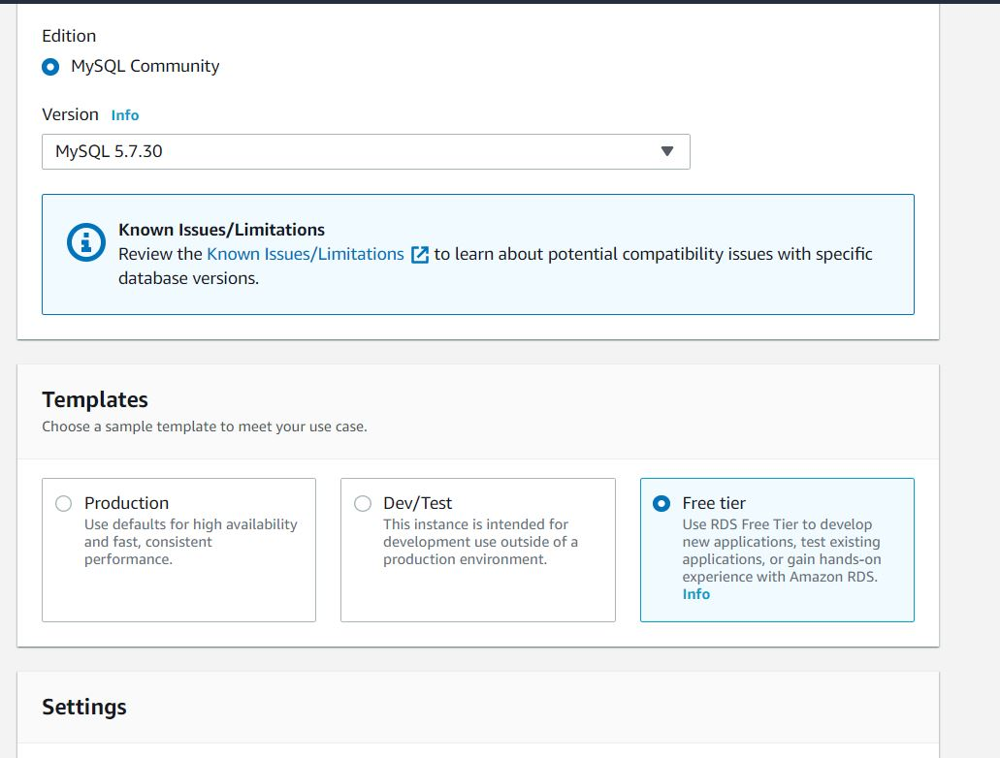 Edition
MySQL Community
Version Info
MySQL 5.7.30
Known Issues/Limitations
Review the Known Issues/Limitations to learn about potential compatibility issues with specific
database versions.
Templates
Choose a sample template to meet your use case.
Production
Use defaults for high availability
and fast, consistent
performance.
Dev/Test
This instance is intended for
development use outside of a
production environment.
Free tier
Use RDS Free Tier to develop
new applications, test existing
applications, or gain hands-on
experience with Amazon RDS.
Info
Settings